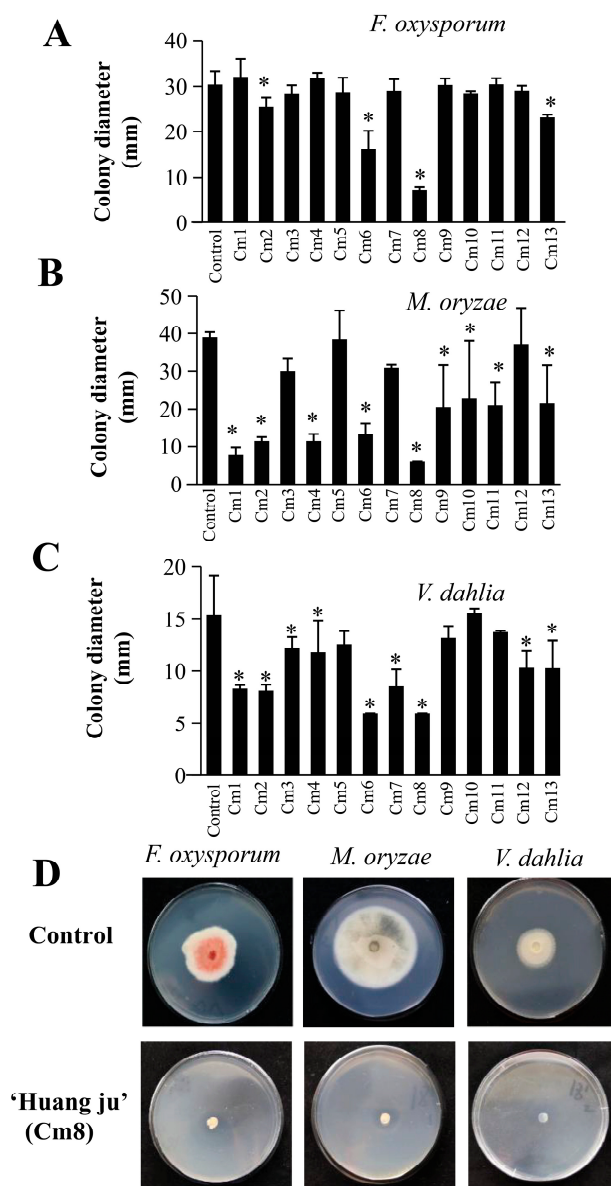 A
F. oxysporum
Colony diameter
(mm)
40
30
20
10
0
* * * *
Control Cm1 Cm2 Cm3 Cm4 Cm5 Cm6 Cm7 Cm8 Cm9 Cm10 Cm11 Cm12 Cm13
B
M. oryzae
Colony diameter
(mm)
50
40
30
20
10
0
* * * * * * * * *
Control Cm1 Cm2 Cm3 Cm4 Cm5 Cm6 Cm7 Cm8 Cm9 Cm10 Cm11 Cm12 Cm13
C
V. dahlia
Colony diameter
(mm)
20
15
10
5
0
* * * * * * * * *
Control Cm1 Cm2 Cm3 Cm4 Cm5 Cm6 Cm7 Cm8 Cm9 Cm10 Cm11 Cm12 Cm13
D
F. oxysporum M. oryzae V. dahlia
Control
‘Huang ju’
(Cm8)